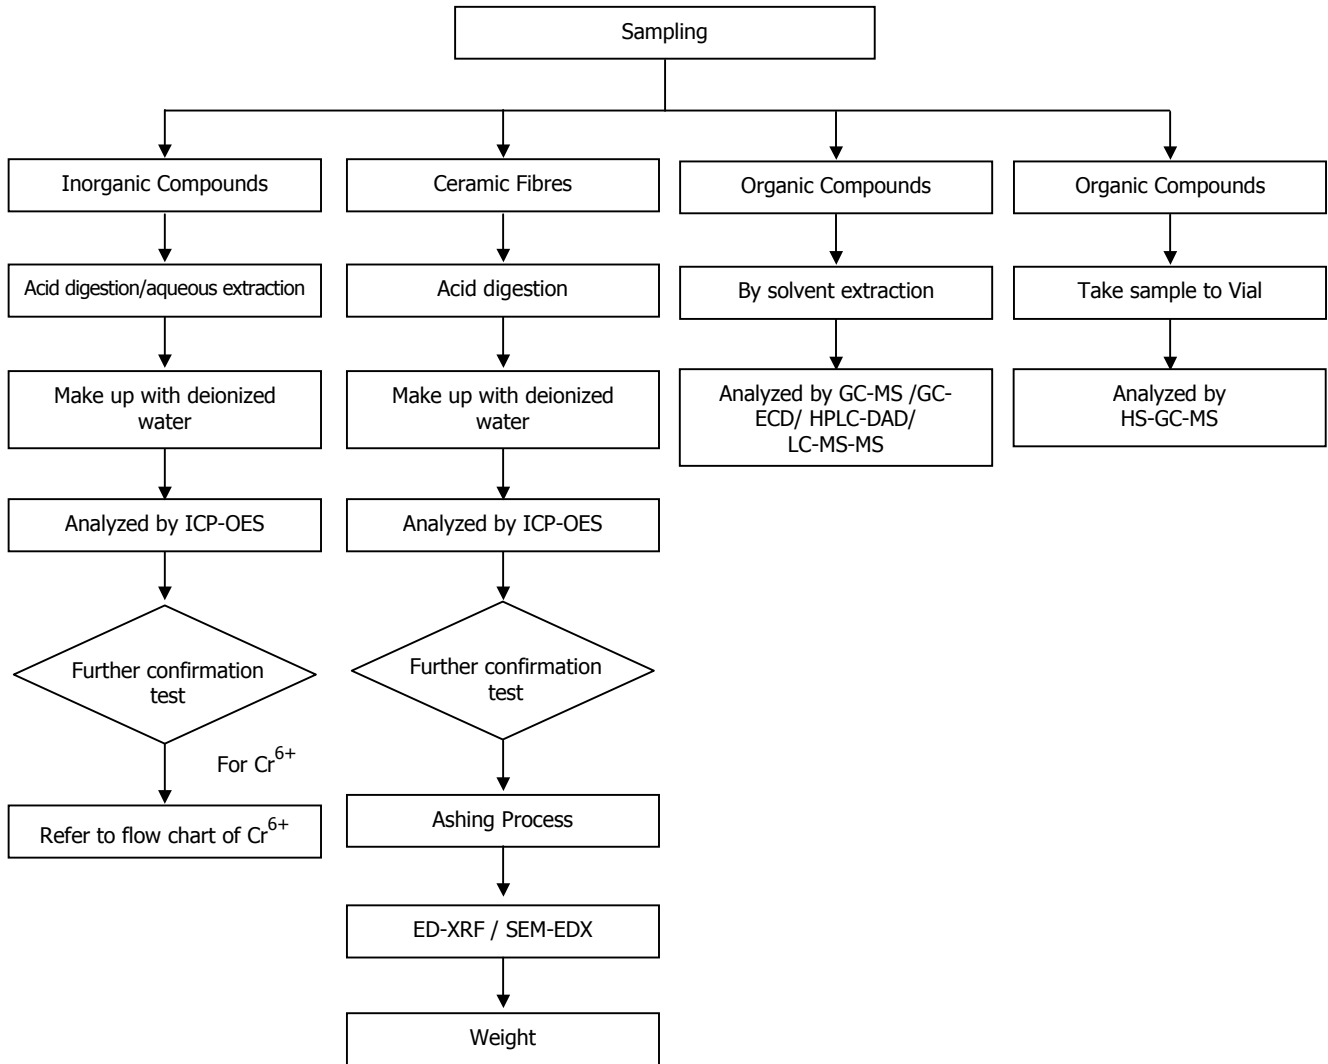 Sampling
Inorganic Compounds
Ceramic Fibres
Organic Compounds
Organic Compounds
Acid digestion/aqueous extraction
Acid digestion
By solvent extraction
Take sample to Vial
Make up with deionized
water
Make up with deionized
water
Analyzed by GC-MS /GC-
ECD/ HPLC-DAD/
LC-MS-MS
Analyzed by
HS-GC-MS
Analyzed by ICP-OES
Analyzed by ICP-OES
Further confirmation
test
Further confirmation
test
For Cr⁶⁺
Refer to flow chart of Cr⁶⁺
Ashing Process
ED-XRF / SEM-EDX
Weight